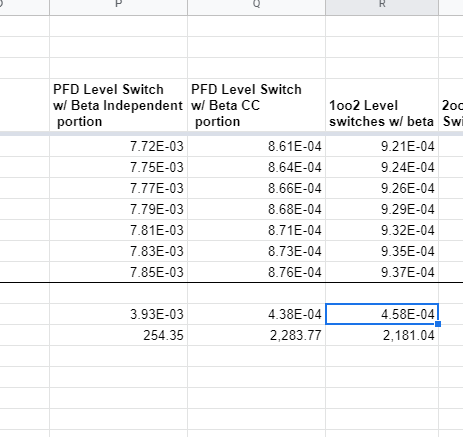 P Q R
PFD Level Switch PFD Level Switch
w/ Beta Independent w/ Beta CC 1oo2 Level 2oo
portion portion switches w/ beta Swi
7.72E-03 8.61E-04 9.21E-04
7.75E-03 8.64E-04 9.24E-04
7.77E-03 8.66E-04 9.26E-04
7.79E-03 8.68E-04 9.29E-04
7.81E-03 8.71E-04 9.32E-04
7.83E-03 8.73E-04 9.35E-04
7.85E-03 8.76E-04 9.37E-04
3.93E-03 4.38E-04 4.58E-04
254.35 2,283.77 2,181.04